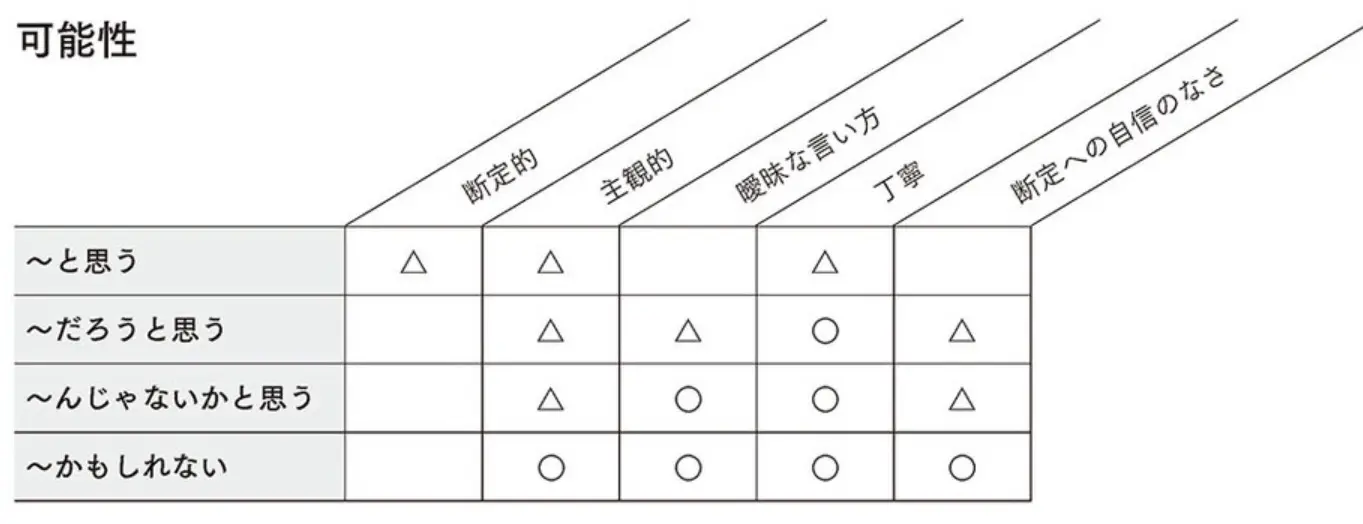 可能性
断定的
主観的
曖昧な言い方
丁寧
断定への自信のなさ
～と思う △ △ △
～だろうと思う △ △ ○ △
～んじゃないかと思う △ ○ ○ △
～かもしれない ○ ○ ○ ○